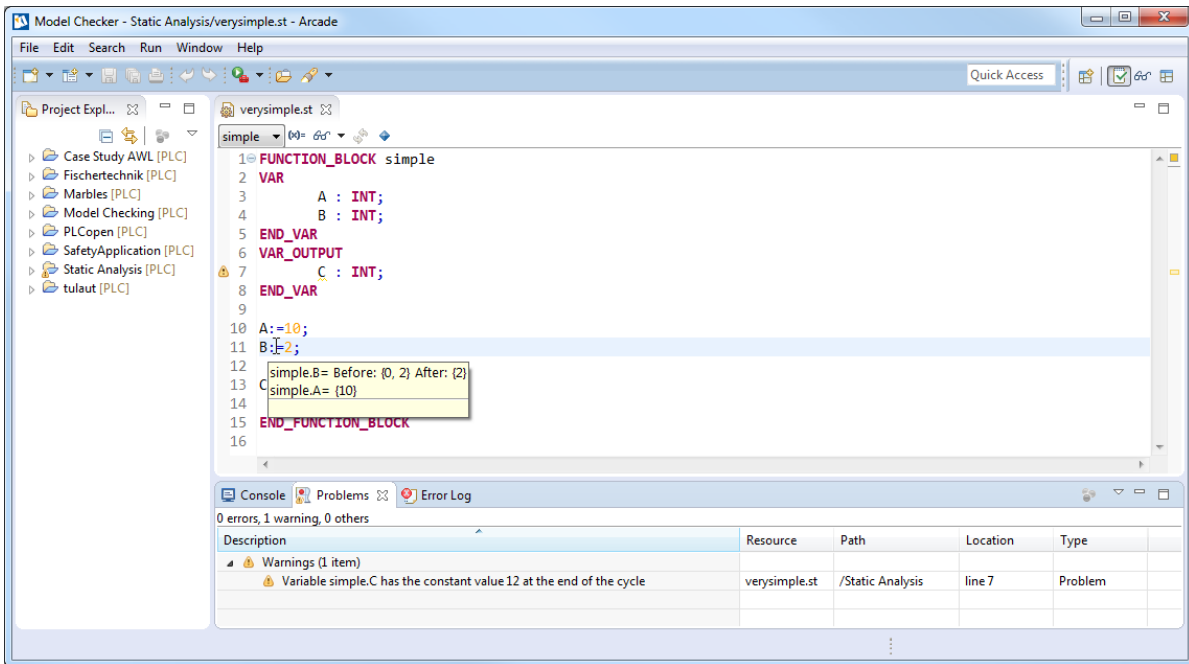 Model Checker - Static Analysis/verysimple.st - Arcade
File Edit Search Run Window Help
Quick Access
Project Expl...
verysimple.st
simple
Case Study AWL [PLC]
Fischertechnik [PLC]
Marbles [PLC]
Model Checking [PLC]
PLCopen [PLC]
SafetyApplication [PLC]
Static Analysis [PLC]
tulaut [PLC]
1 FUNCTION_BLOCK simple
2 VAR
3 A : INT;
4 B : INT;
5 END_VAR
6 VAR_OUTPUT
7 C : INT;
8 END_VAR
9
10 A:=10;
11 B:=2;
12
13 C
14
15 END_FUNCTION_BLOCK
16
simple.B= Before: {0, 2} After: {2}
simple.A= {10}
Console Problems Error Log
0 errors, 1 warning, 0 others
Description Resource Path Location Type
Warnings (1 item)
Variable simple.C has the constant value 12 at the end of the cycle verysimple.st /Static Analysis line 7 Problem